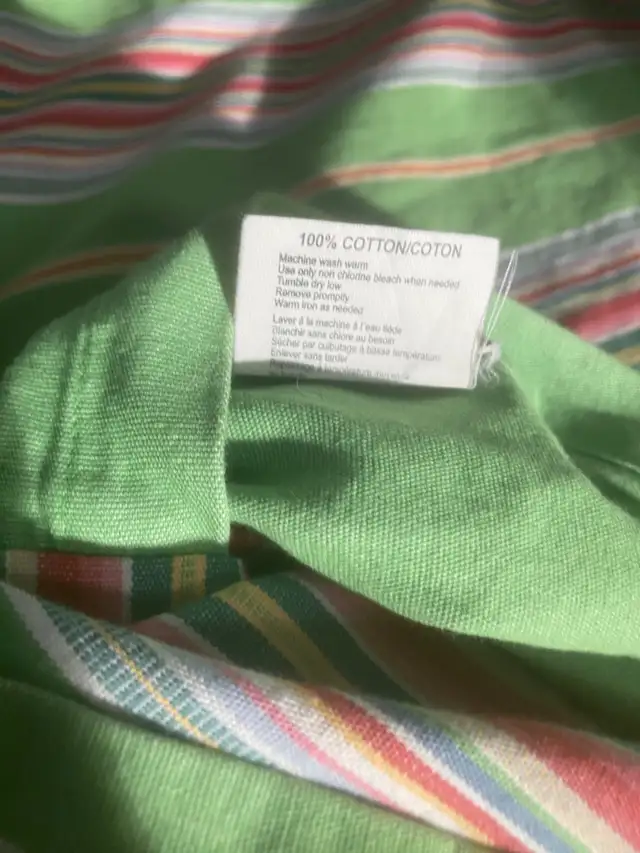 100% COTTON/COTON
Machine wash warm
Use only non chlorine bleach when needed
Tumble dry low
Remove promptly
Warm iron as needed
Laver à la machine à l'eau tiède
Blanchir sans chlore au besoin
Sécher par culbutage à basse température
Enlever sans tarder